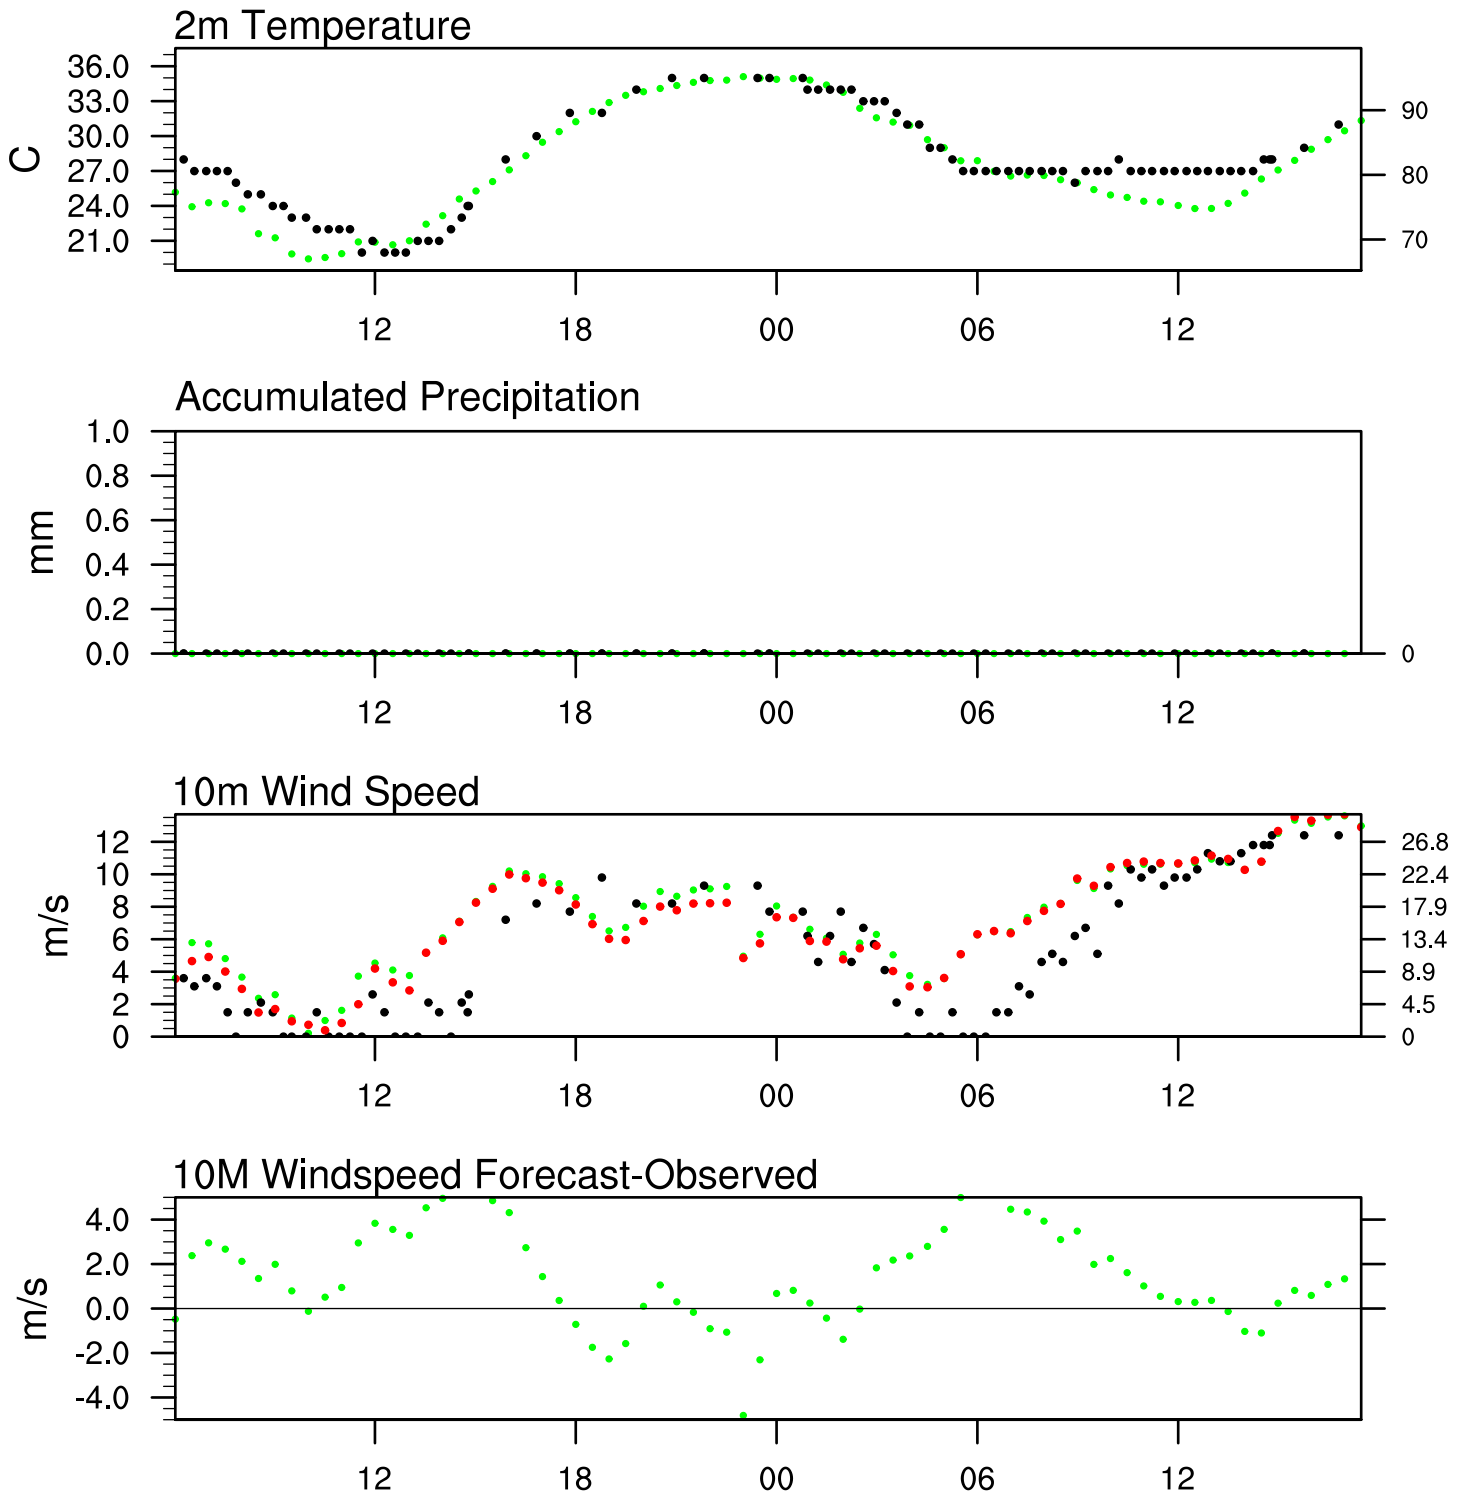 2m Temperature
36.0
33.0
30.0
27.0
24.0
21.0
C
90
80
70
12 18 00 06 12
Accumulated Precipitation
1.0
0.8
0.6
0.4
0.2
0.0
mm
0
12 18 00 06 12
10m Wind Speed
12
10
8
6
4
2
0
m/s
26.8
22.4
17.9
13.4
8.9
4.5
0
12 18 00 06 12
10M Windspeed Forecast-Observed
4.0
2.0
0.0
-2.0
-4.0
m/s
12 18 00 06 12